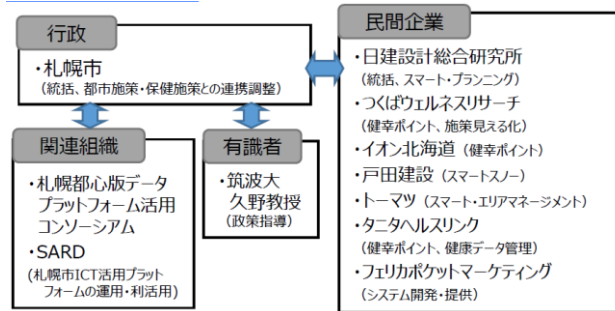 行政
・札幌市
(統括、都市施策・保健施策との連携調整)
関連組織
・札幌都心版データ
プラットフォーム活用
コンソーシアム
・SARD
(札幌市ICT活用プラット
フォームの運用・利活用)
有識者
・筑波大
久野教授
(政策指導)
民間企業
・日建設計総合研究所
(統括、スマート・プランニング)
・つくばウェルネスリサーチ
(健幸ポイント、施策見える化)
・イオン北海道 (健幸ポイント)
・戸田建設 (スマートスノー)
・トーマツ (スマート・エリアマネージメント)
・タニタヘルスリンク
(健幸ポイント、健康データ管理)
・フェリカポケットマーケティング
(システム開発・提供)